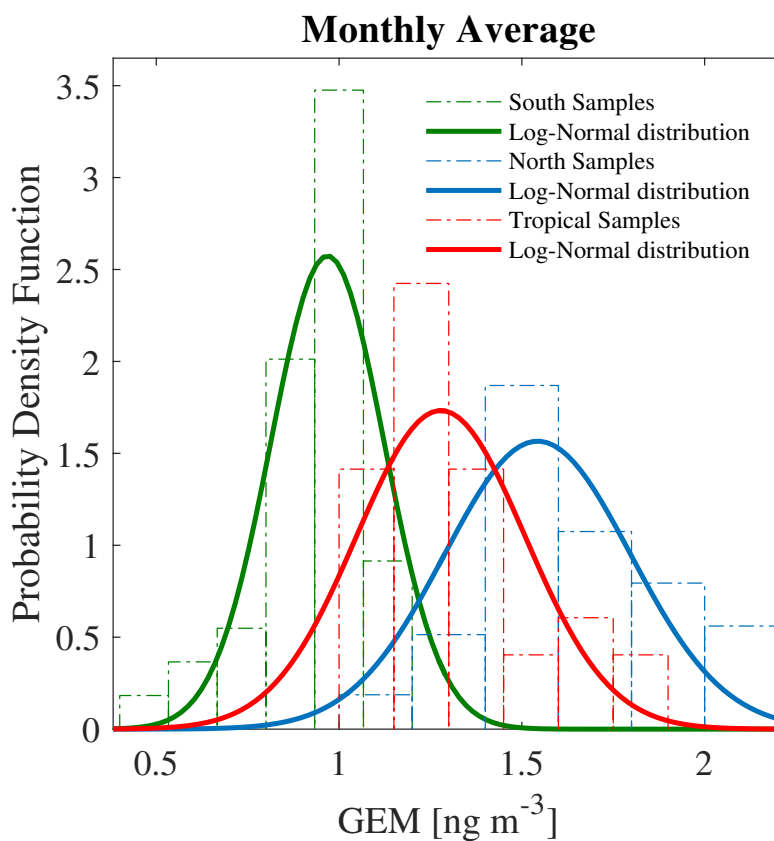 Monthly Average
3.5
3
2.5
2
1.5
1
0.5
0
Probability Density Function
South Samples
Log-Normal distribution
North Samples
Log-Normal distribution
Tropical Samples
Log-Normal distribution
0.5 1 1.5 2
GEM [ng m⁻³]